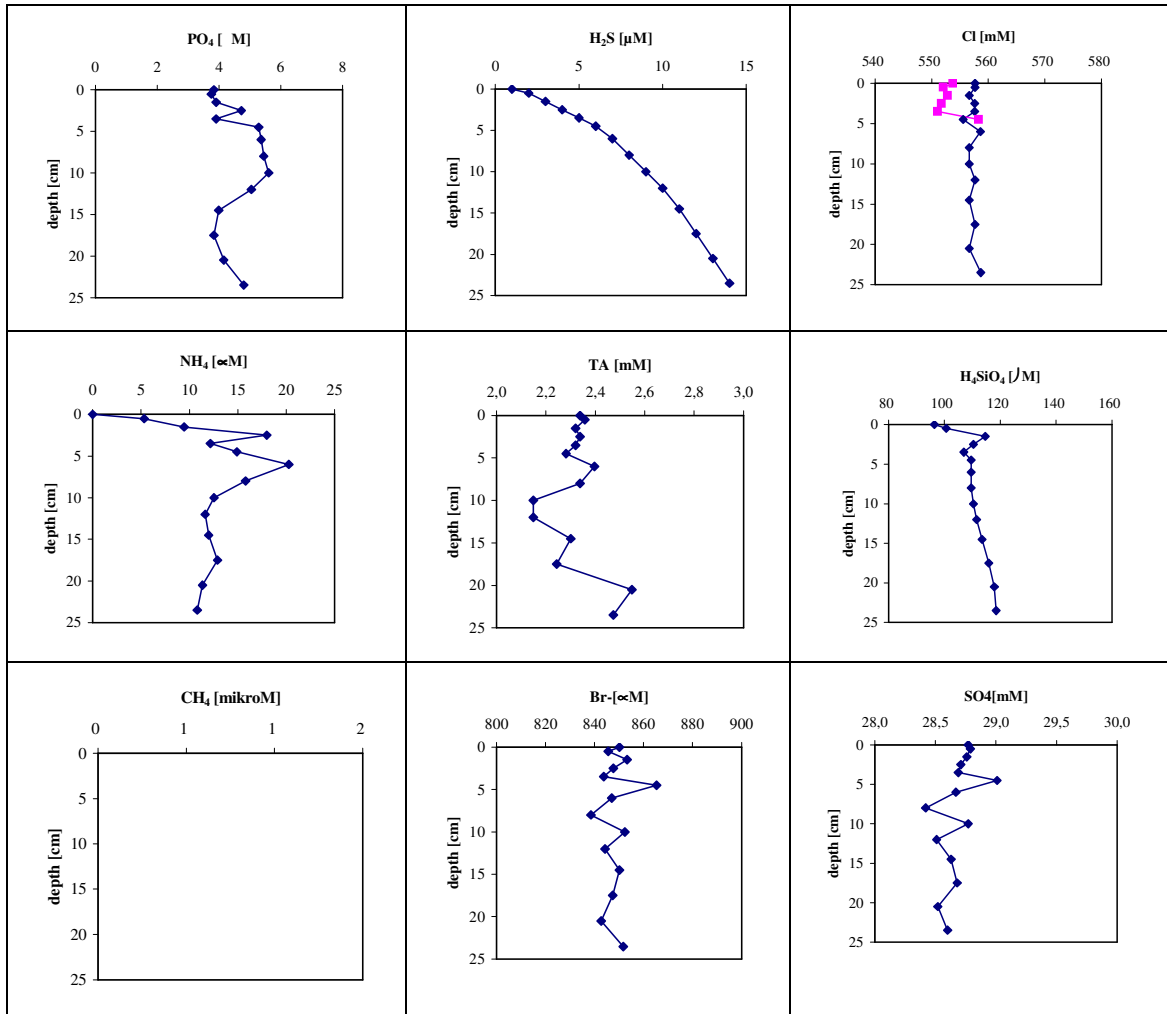 PO₄ [ M]
0 2 4 6 8
0
5
10
15
20
25
depth [cm]
H₂S [µM]
0 5 10 15
0
5
10
15
20
25
depth [cm]
Cl [mM]
540 550 560 570 580
0
5
10
15
20
25
30
depth [cm]
NH₄ [∝M]
0 5 10 15 20 25
0
5
10
15
20
25
depth [cm]
TA [mM]
2,0 2,2 2,4 2,6 2,8 3,0
0
5
10
15
20
25
depth [cm]
H₄SiO₄ [⌡M]
80 100 120 140 160
0
5
10
15
20
25
depth [cm]
CH₄ [mikroM]
0 1 1 2
0
5
10
15
20
25
depth [cm]
Br-[∝M]
800 820 840 860 880 900
0
5
10
15
20
25
depth [cm]
SO4[mM]
28,0 28,5 29,0 29,5 30,0
0
5
10
15
20
25
depth [cm]